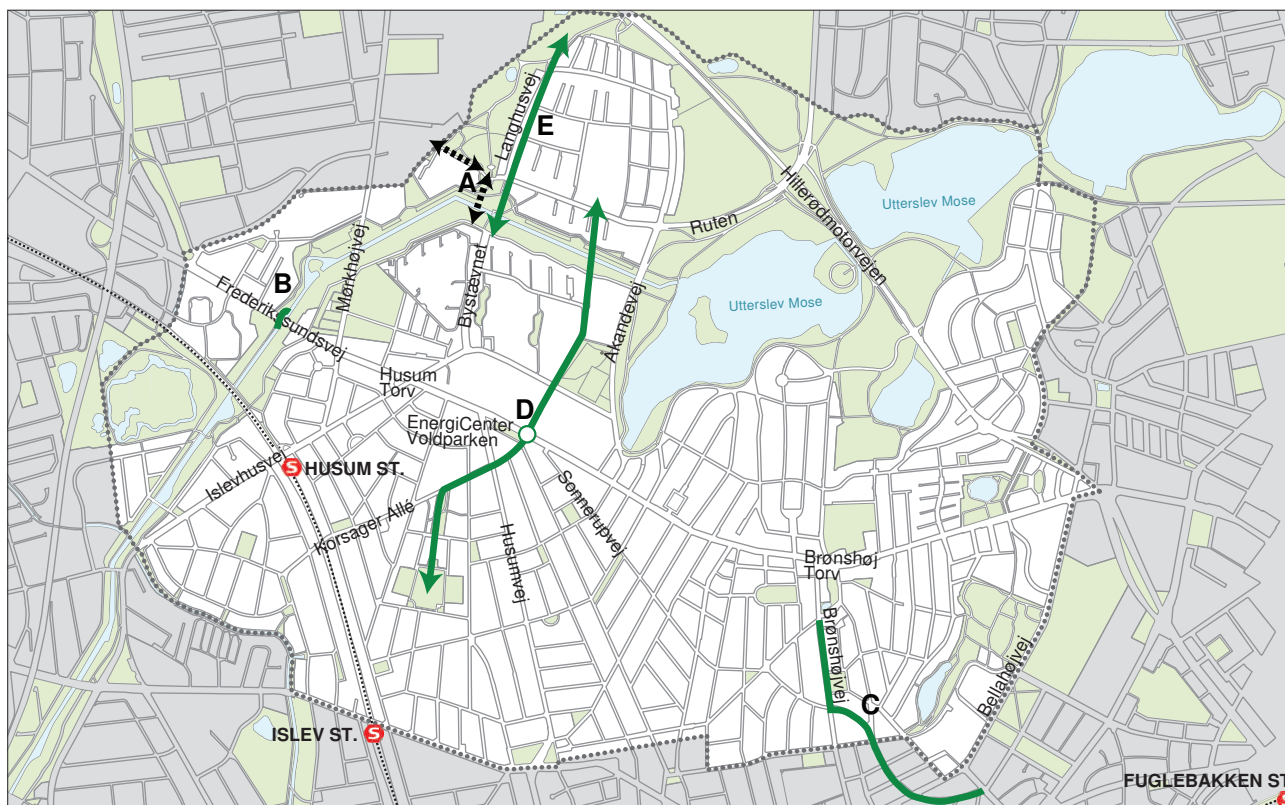 Langhusvej
E
A
Hillerødmotorvejen
Utterslev Mose
Ruten
B
Mørkhøjvej
Frederikssundsvej
Bystævnet
Utterslev Mose
Åkandevej
Husum
Torv
D
EnergiCenter
Voldparken
Islevhusvej
S HUSUM ST.
Korsager Allé
Husumvej
Sonnerupvej
Brønshøj
Torv
Brønshøjvej
C
Bellahøjvej
ISLEV ST. S
FUGLEBAKKEN ST
S